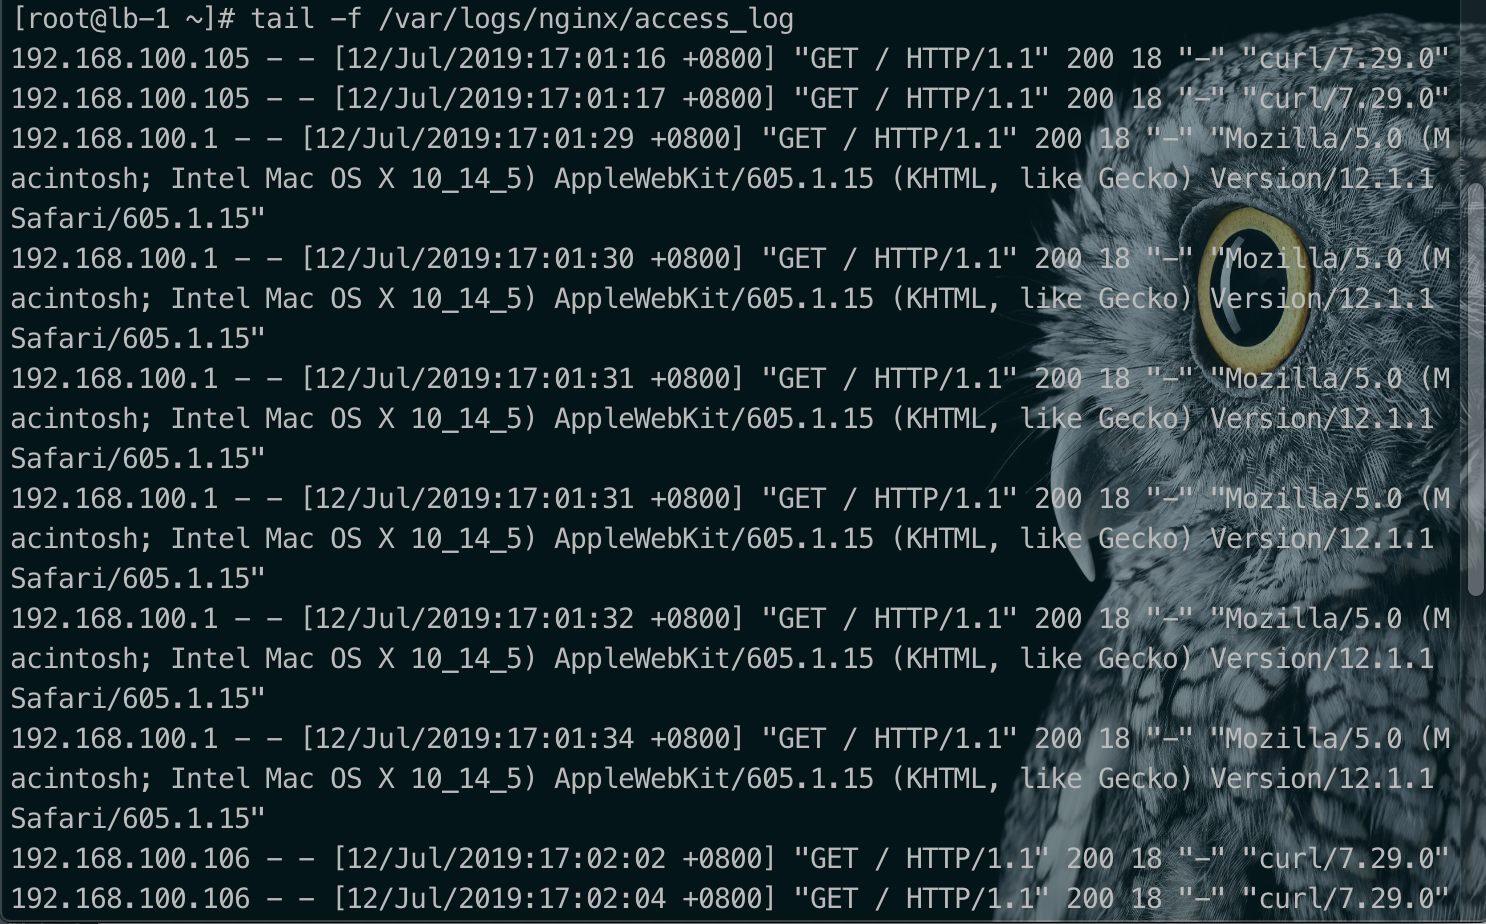 [root@lb-1 ~]# tail -f /var/logs/nginx/access_log
192.168.100.105 - - [12/Jul/2019:17:01:16 +0800] "GET / HTTP/1.1" 200 18 "-" "curl/7.29.0"
192.168.100.105 - - [12/Jul/2019:17:01:17 +0800] "GET / HTTP/1.1" 200 18 "-" "curl/7.29.0"
192.168.100.1 - - [12/Jul/2019:17:01:29 +0800] "GET / HTTP/1.1" 200 18 "-" "Mozilla/5.0 (M
acintosh; Intel Mac OS X 10_14_5) AppleWebKit/605.1.15 (KHTML, like Gecko) Version/12.1.1
Safari/605.1.15"
192.168.100.1 - - [12/Jul/2019:17:01:30 +0800] "GET / HTTP/1.1" 200 18 "-" "Mozilla/5.0 (M
acintosh; Intel Mac OS X 10_14_5) AppleWebKit/605.1.15 (KHTML, like Gecko) Version/12.1.1
Safari/605.1.15"
192.168.100.1 - - [12/Jul/2019:17:01:31 +0800] "GET / HTTP/1.1" 200 18 "-" "Mozilla/5.0 (M
acintosh; Intel Mac OS X 10_14_5) AppleWebKit/605.1.15 (KHTML, like Gecko) Version/12.1.1
Safari/605.1.15"
192.168.100.1 - - [12/Jul/2019:17:01:31 +0800] "GET / HTTP/1.1" 200 18 "-" "Mozilla/5.0 (M
acintosh; Intel Mac OS X 10_14_5) AppleWebKit/605.1.15 (KHTML, like Gecko) Version/12.1.1
Safari/605.1.15"
192.168.100.1 - - [12/Jul/2019:17:01:32 +0800] "GET / HTTP/1.1" 200 18 "-" "Mozilla/5.0 (M
acintosh; Intel Mac OS X 10_14_5) AppleWebKit/605.1.15 (KHTML, like Gecko) Version/12.1.1
Safari/605.1.15"
192.168.100.1 - - [12/Jul/2019:17:01:34 +0800] "GET / HTTP/1.1" 200 18 "-" "Mozilla/5.0 (M
acintosh; Intel Mac OS X 10_14_5) AppleWebKit/605.1.15 (KHTML, like Gecko) Version/12.1.1
Safari/605.1.15"
192.168.100.106 - - [12/Jul/2019:17:02:02 +0800] "GET / HTTP/1.1" 200 18 "-" "curl/7.29.0"
192.168.100.106 - - [12/Jul/2019:17:02:04 +0800] "GET / HTTP/1.1" 200 18 "-" "curl/7.29.0"